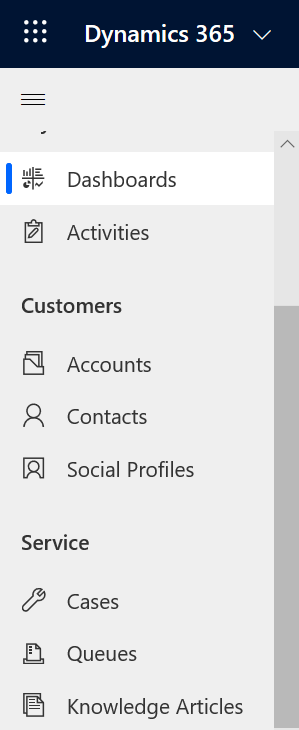 Dynamics 365
Dashboards
Activities
Customers
Accounts
Contacts
Social Profiles
Service
Cases
Queues
Knowledge Articles